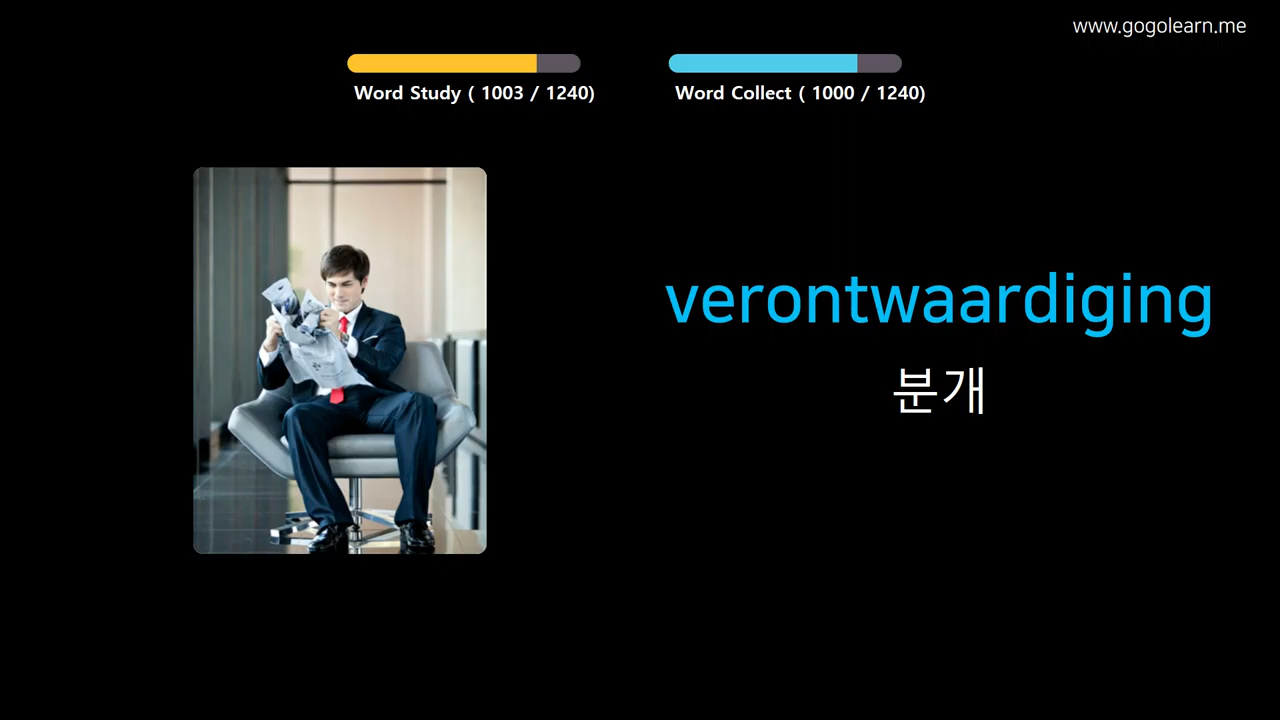 www.gogolearn.me
Word Study ( 1003 / 1240)
Word Collect ( 1000 / 1240)
verontwaardiging
분개